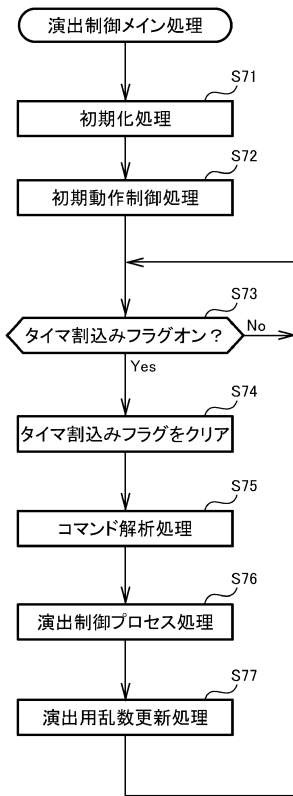 演出制御メイン処理
S71
初期化処理
S72
初期動作制御処理
S73
タイマ割込みフラグオン？
No
Yes
S74
タイマ割込みフラグをクリア
S75
コマンド解析処理
S76
演出制御プロセス処理
S77
演出用乱数更新処理